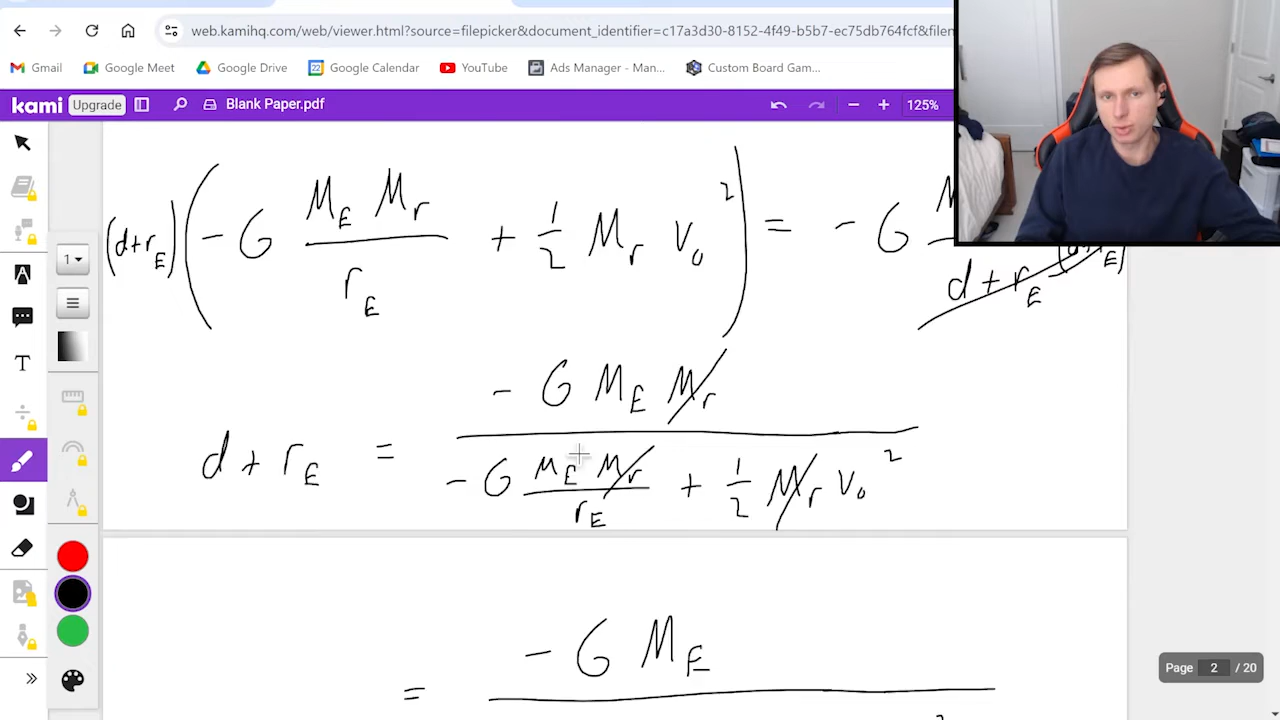 web.kamihq.com/web/viewer.html?source=filepicker&document_identifier=c17a3d30-8152-4f49-b5b7-ec75db764fcf&filen
Gmail Google Meet Google Drive 22 Google Calendar YouTube Ads Manager - Man... Custom Board Gam...
kami Upgrade Blank Paper.pdf 125%
(d+r_E)(-G M_E M_r / r_E + 1/2 M_r v_0^2) = -G
d + r_E
1
T
A
d + r_E = -G M_E M_r / (-G M_E M_r / r_E + 1/2 M_r v_0^2)
= -G M_E
Page 2 / 20